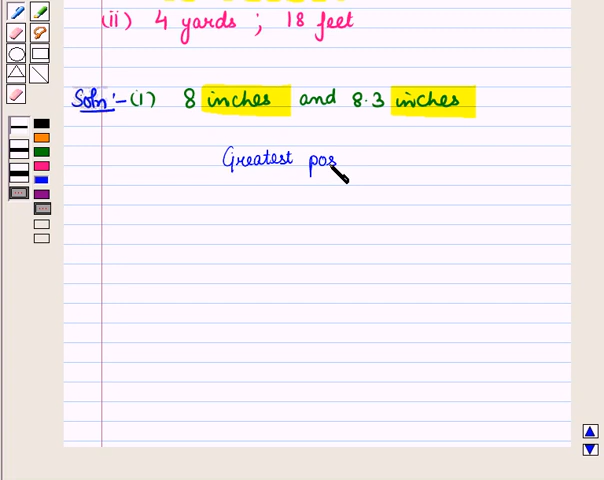 (ii) 4 yards ; 18 feet
Soln:- (i) 8 inches and 8.3 inches
Greatest pos